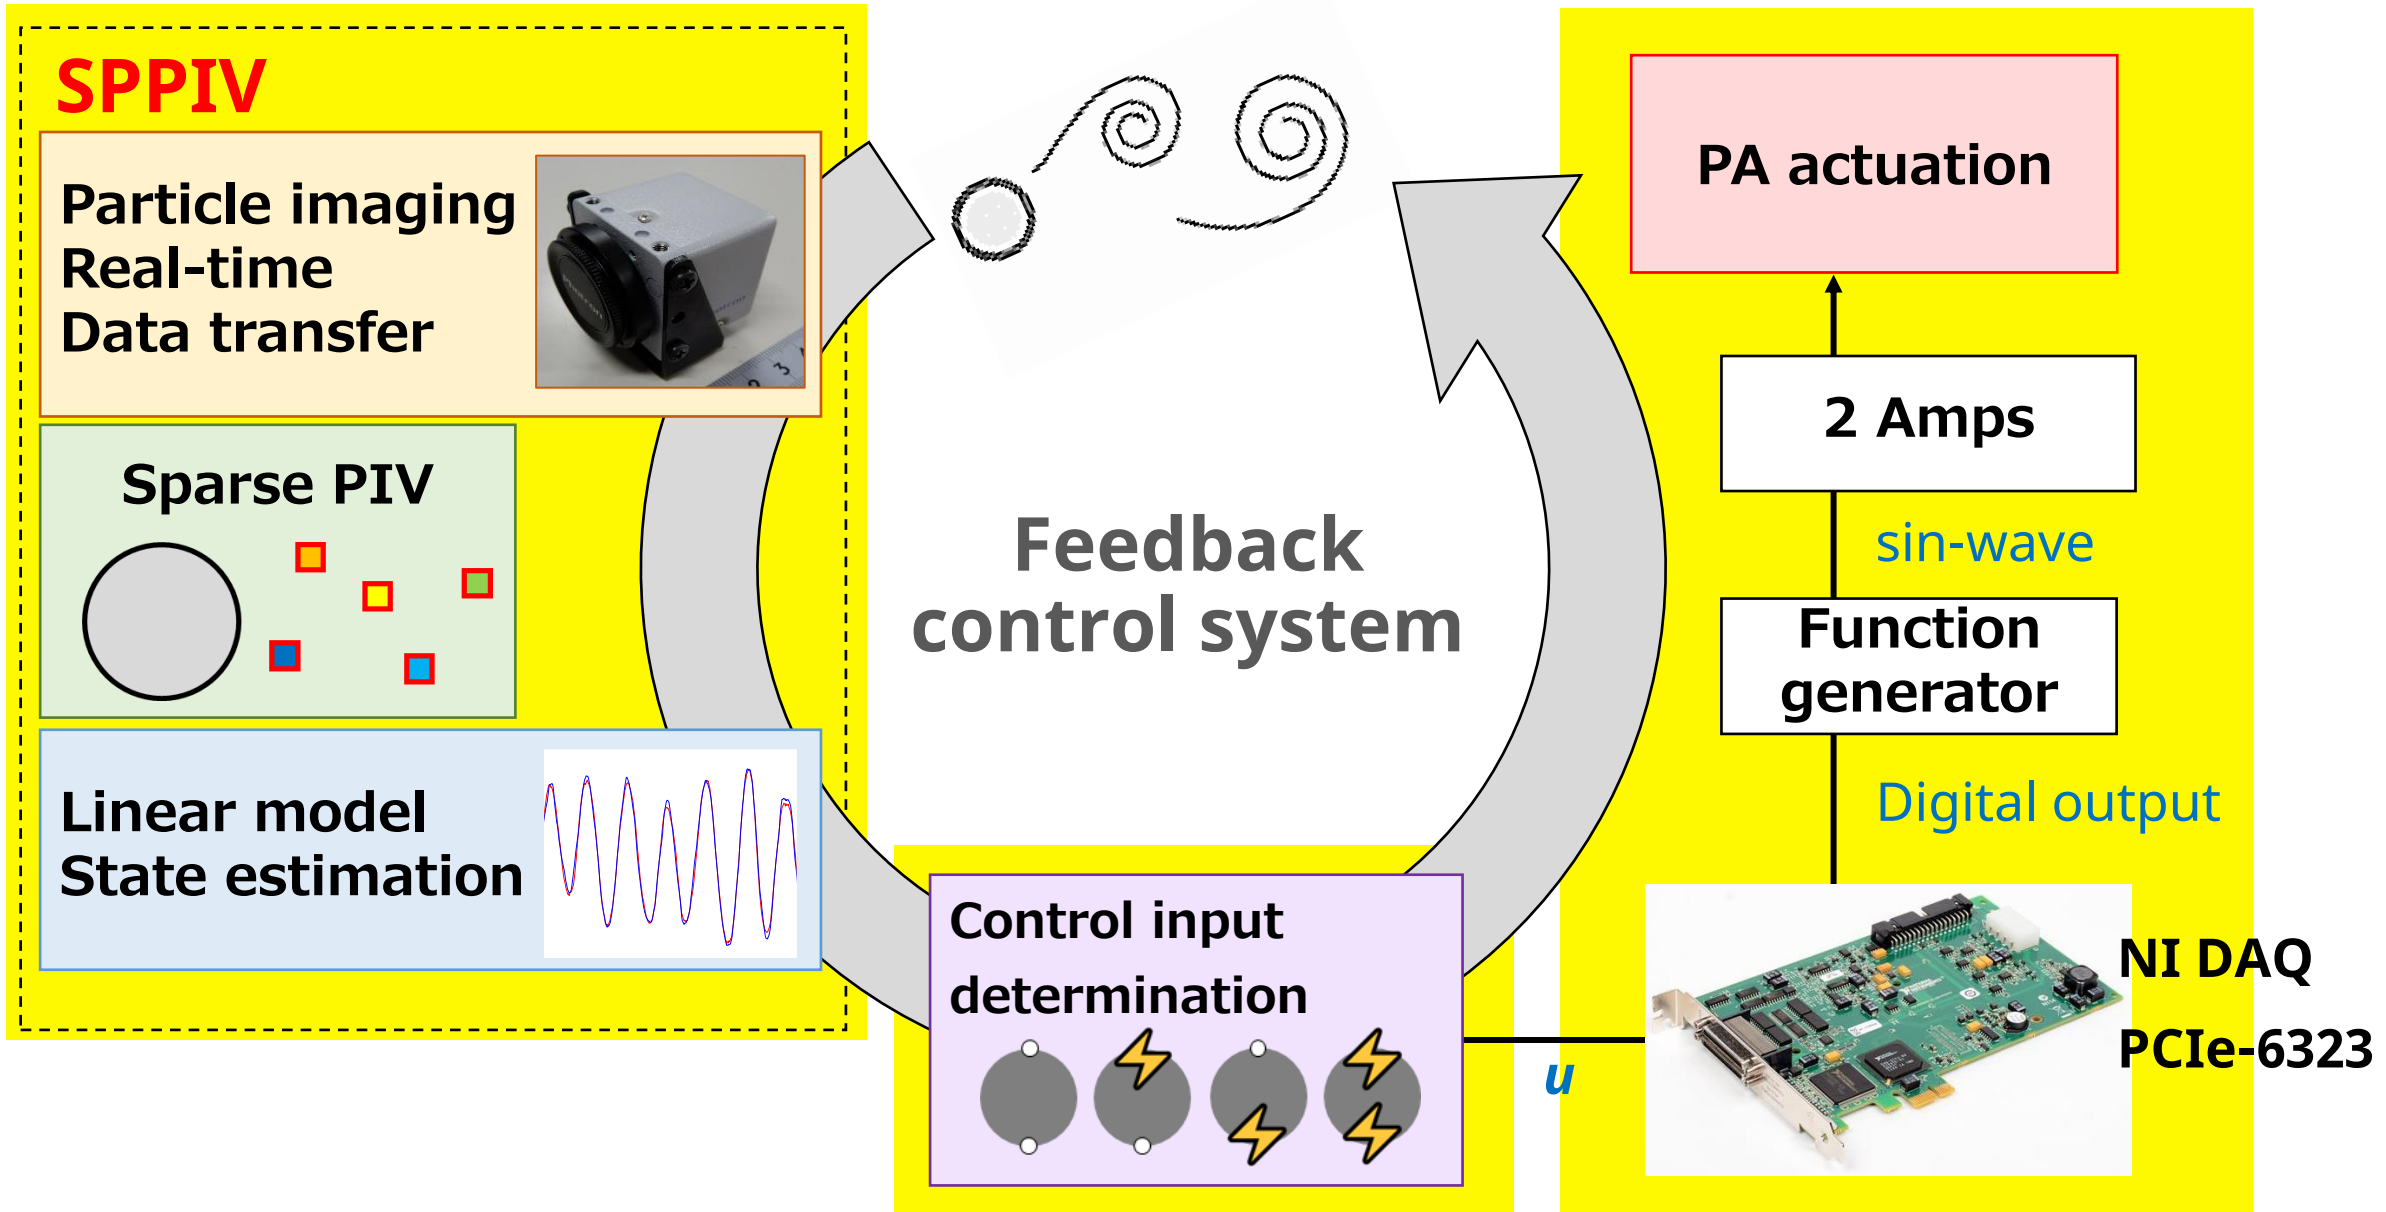 SPPIV
Particle imaging
Real-time
Data transfer
Sparse PIV
Linear model
State estimation
Feedback
control system
Control input
determination
u
PA actuation
2 Amps
sin-wave
Function
generator
Digital output
NI DAQ
PCIe-6323